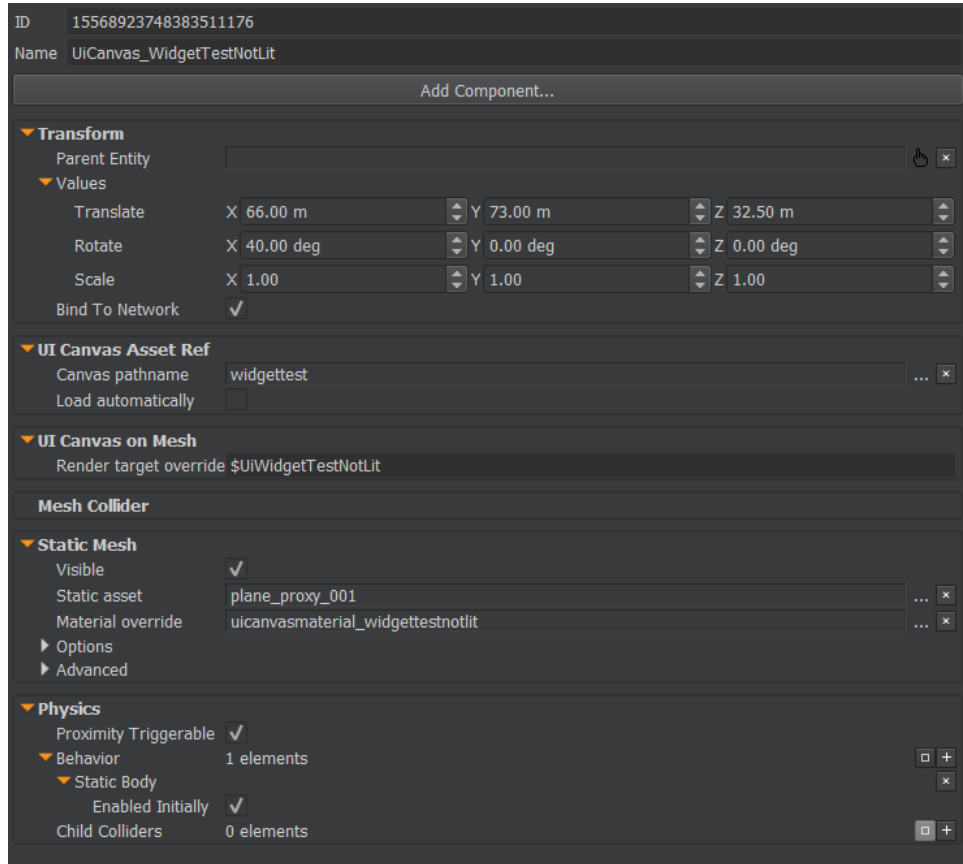 ID 15568923748383511176
Name UiCanvas_WidgetTestNotLit
Add Component...
Transform
Parent Entity
Values
Translate X 66.00 m Y 73.00 m Z 32.50 m
Rotate X 40.00 deg Y 0.00 deg Z 0.00 deg
Scale X 1.00 Y 1.00 Z 1.00
Bind To Network
UI Canvas Asset Ref
Canvas pathname widgettest ...
Load automatically
UI Canvas on Mesh
Render target override $UiWidgetTestNotLit
Mesh Collider
Static Mesh
Visible
Static asset plane_proxy_001 ...
Material override uicanvasmaterial_widgettestnotlit ...
Options
Advanced
Physics
Proximity Triggerable
Behavior 1 elements
Static Body
Enabled Initially
Child Colliders 0 elements